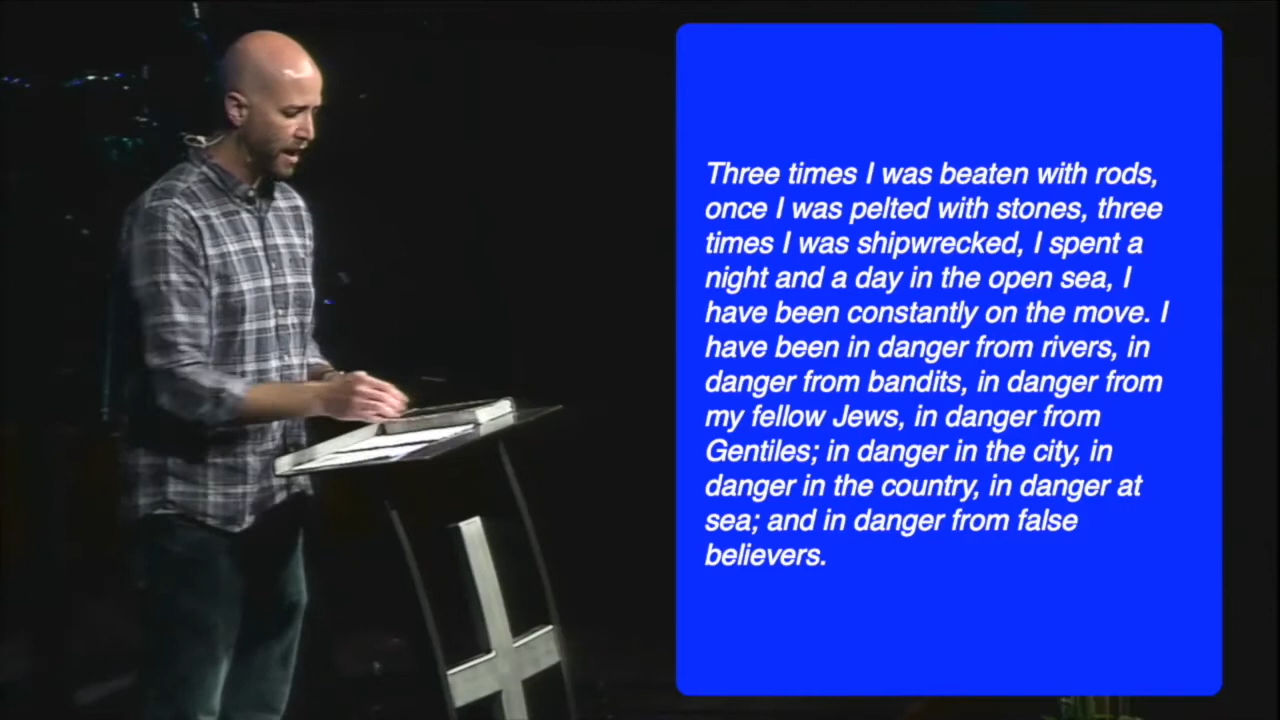 Three times I was beaten with rods,
once I was pelted with stones, three
times I was shipwrecked, I spent a
night and a day in the open sea, I
have been constantly on the move. I
have been in danger from rivers, in
danger from bandits, in danger from
my fellow Jews, in danger from
Gentiles; in danger in the city, in
danger in the country, in danger at
sea; and in danger from false
believers.